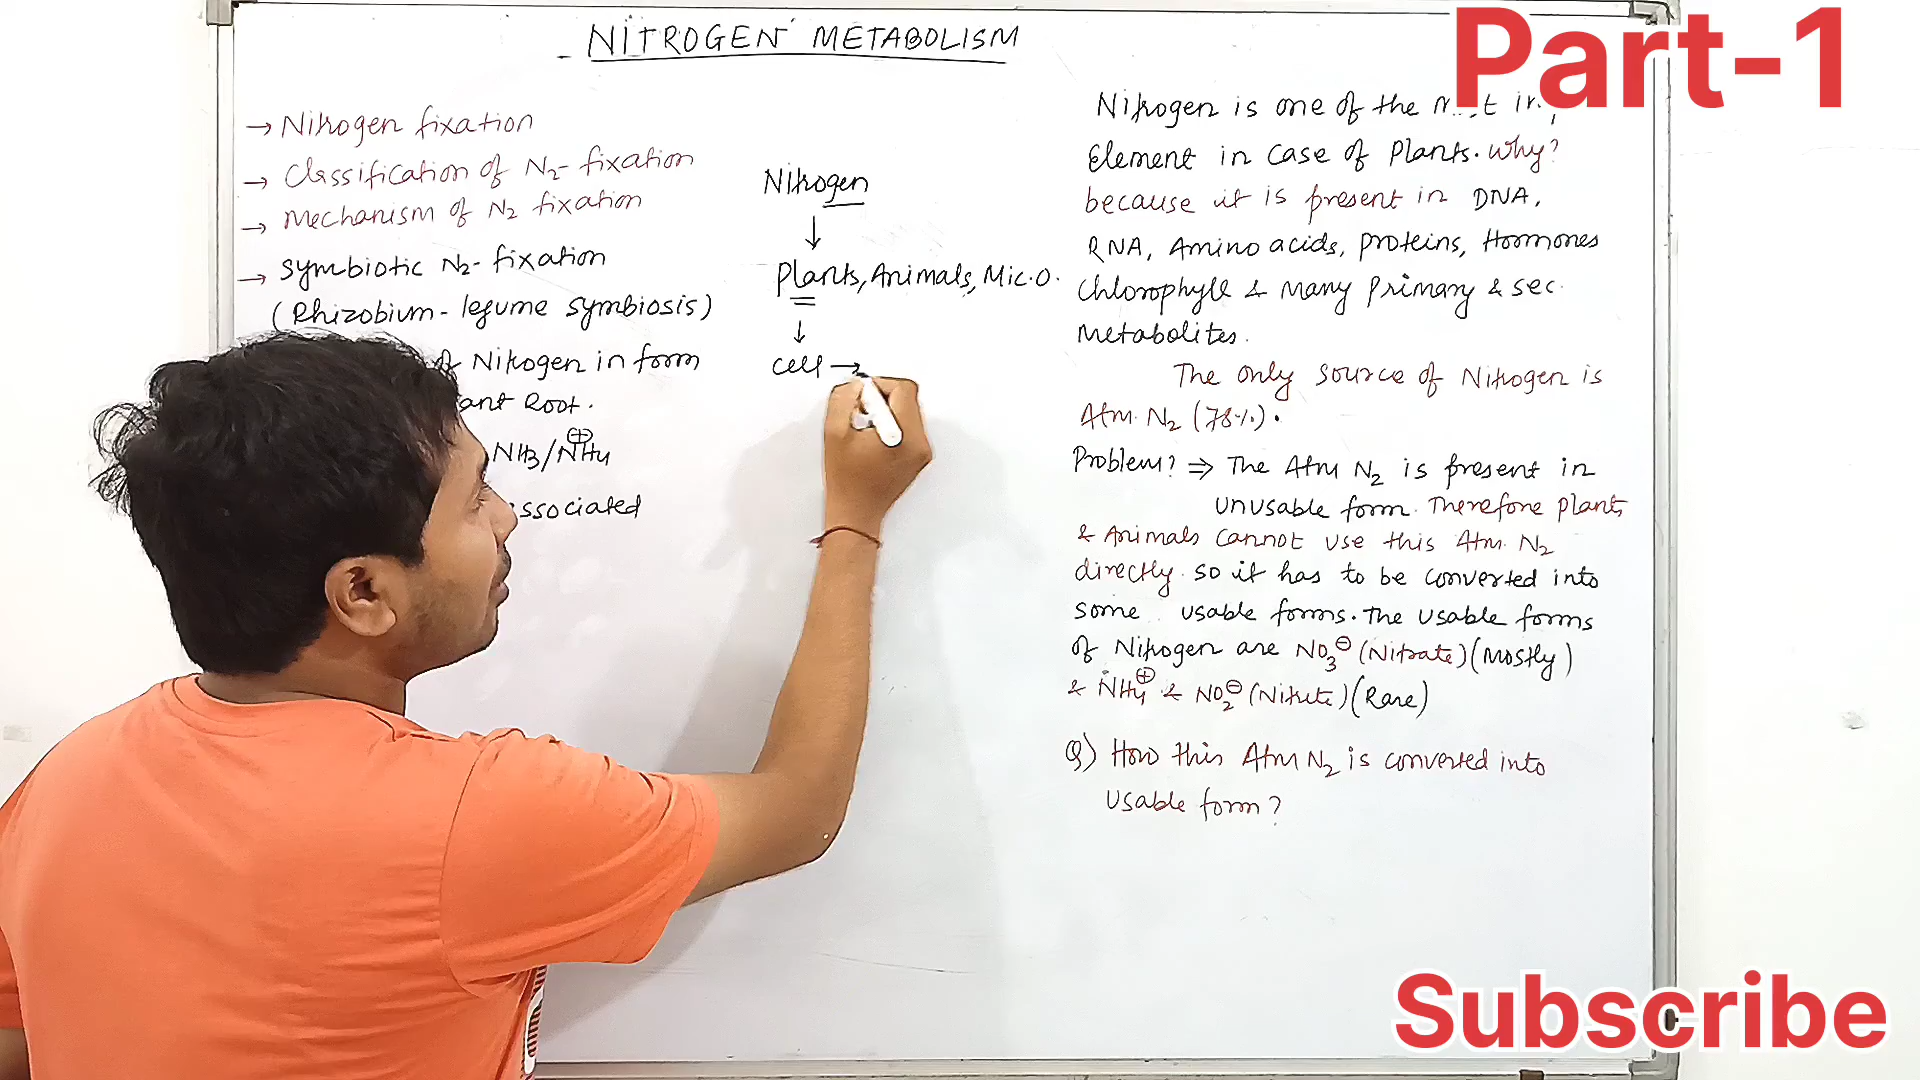 NITROGEN METABOLISM
Part-1
→ Nitrogen fixation
→ Classification of N₂- fixation
→ Mechanism of N₂ fixation
→ Symbiotic N₂- fixation
(Rhizobium - legume symbiosis)
of Nitrogen in form
Root.
NH3/NH4⊕
ssociated
Nitrogen
↓
Plants, Animals, Mic.O.
↓
cell →
Nitrogen is one of the
Element in case of Plants. Why?
because it is present in DNA,
RNA, Amino acids, Proteins, Hormones
Chlorophyll & Many Primary & sec.
Metabolites.
The only source of Nitrogen is
Atm. N₂ (78%).
Problem? ⇒ The Atm N₂ is present in
unusable form. Therefore plants
& Animals cannot use this Atm. N₂
directly. so it has to be converted into
some usable forms. The usable forms
of Nitrogen are NO₃⊖ (Nitrate) (Mostly)
& NH₄⊕ & NO₂⊖ (Nitrite) (Rare)
Q) How this Atm N₂ is converted into
usable form?
Subscribe